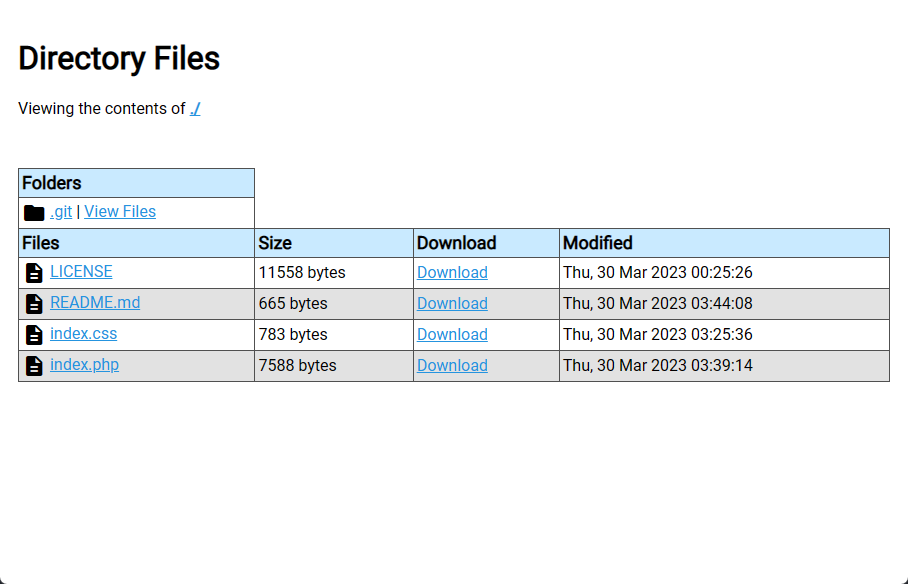 Directory Files
Viewing the contents of ./
Folders
.git | View Files
Files Size Download Modified
LICENSE 11558 bytes Download Thu, 30 Mar 2023 00:25:26
README.md 665 bytes Download Thu, 30 Mar 2023 03:44:08
index.css 783 bytes Download Thu, 30 Mar 2023 03:25:36
index.php 7588 bytes Download Thu, 30 Mar 2023 03:39:14